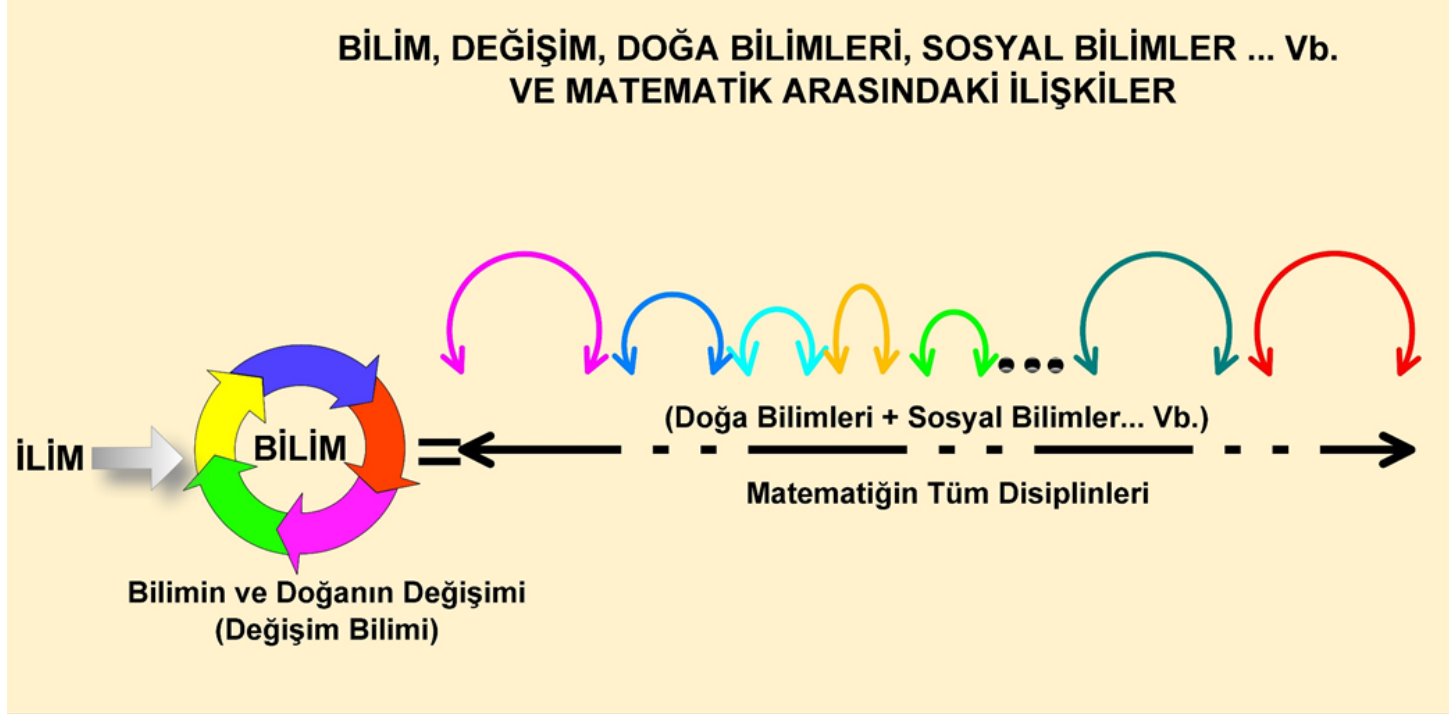 BİLİM, DEĞİŞİM, DOĞA BİLİMLERİ, SOSYAL BİLİMLER ... Vb.
VE MATEMATİK ARASINDAKİ İLİŞKİLER
(Doğa Bilimleri + Sosyal Bilimler... Vb.)
İLİM
BİLİM
=
Matematiğin Tüm Disiplinleri
Bilimin ve Doğanın Değişimi
(Değişim Bilimi)